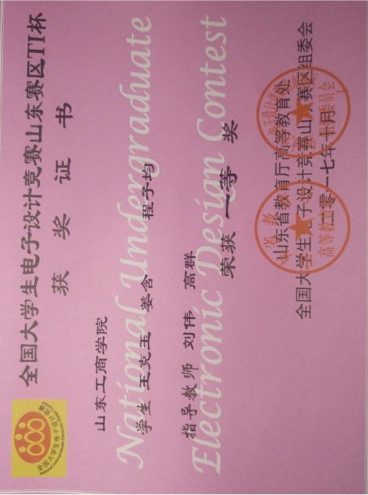 全国大学生电子设计竞赛山东赛区TI杯
获奖证书
山东工商学院
学生 王克玉 姜含 程子均
指导教师 刘伟 高群
荣获 一等 奖
山东省教育厅高等教育处
全国大学生电子设计竞赛山东赛区组委会
二零一七年十月
National Undergraduate
Electronic Design Contest